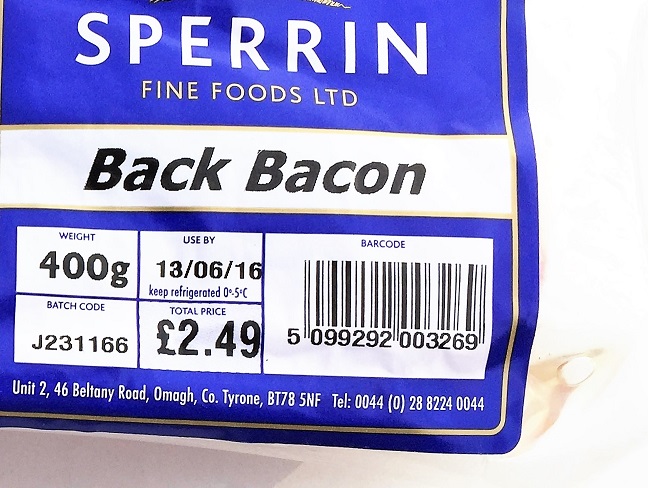 SPERRIN
FINE FOODS LTD
Back Bacon
WEIGHT
400g
USE BY
13/06/16
keep refrigerated 0°-5°C
BARCODE
5 099292 003269
BATCH CODE
J231166
TOTAL PRICE
£2.49
Unit 2, 46 Beltany Road, Omagh, Co. Tyrone, BT78 5NF Tel: 0044 (0) 28 8224 0044